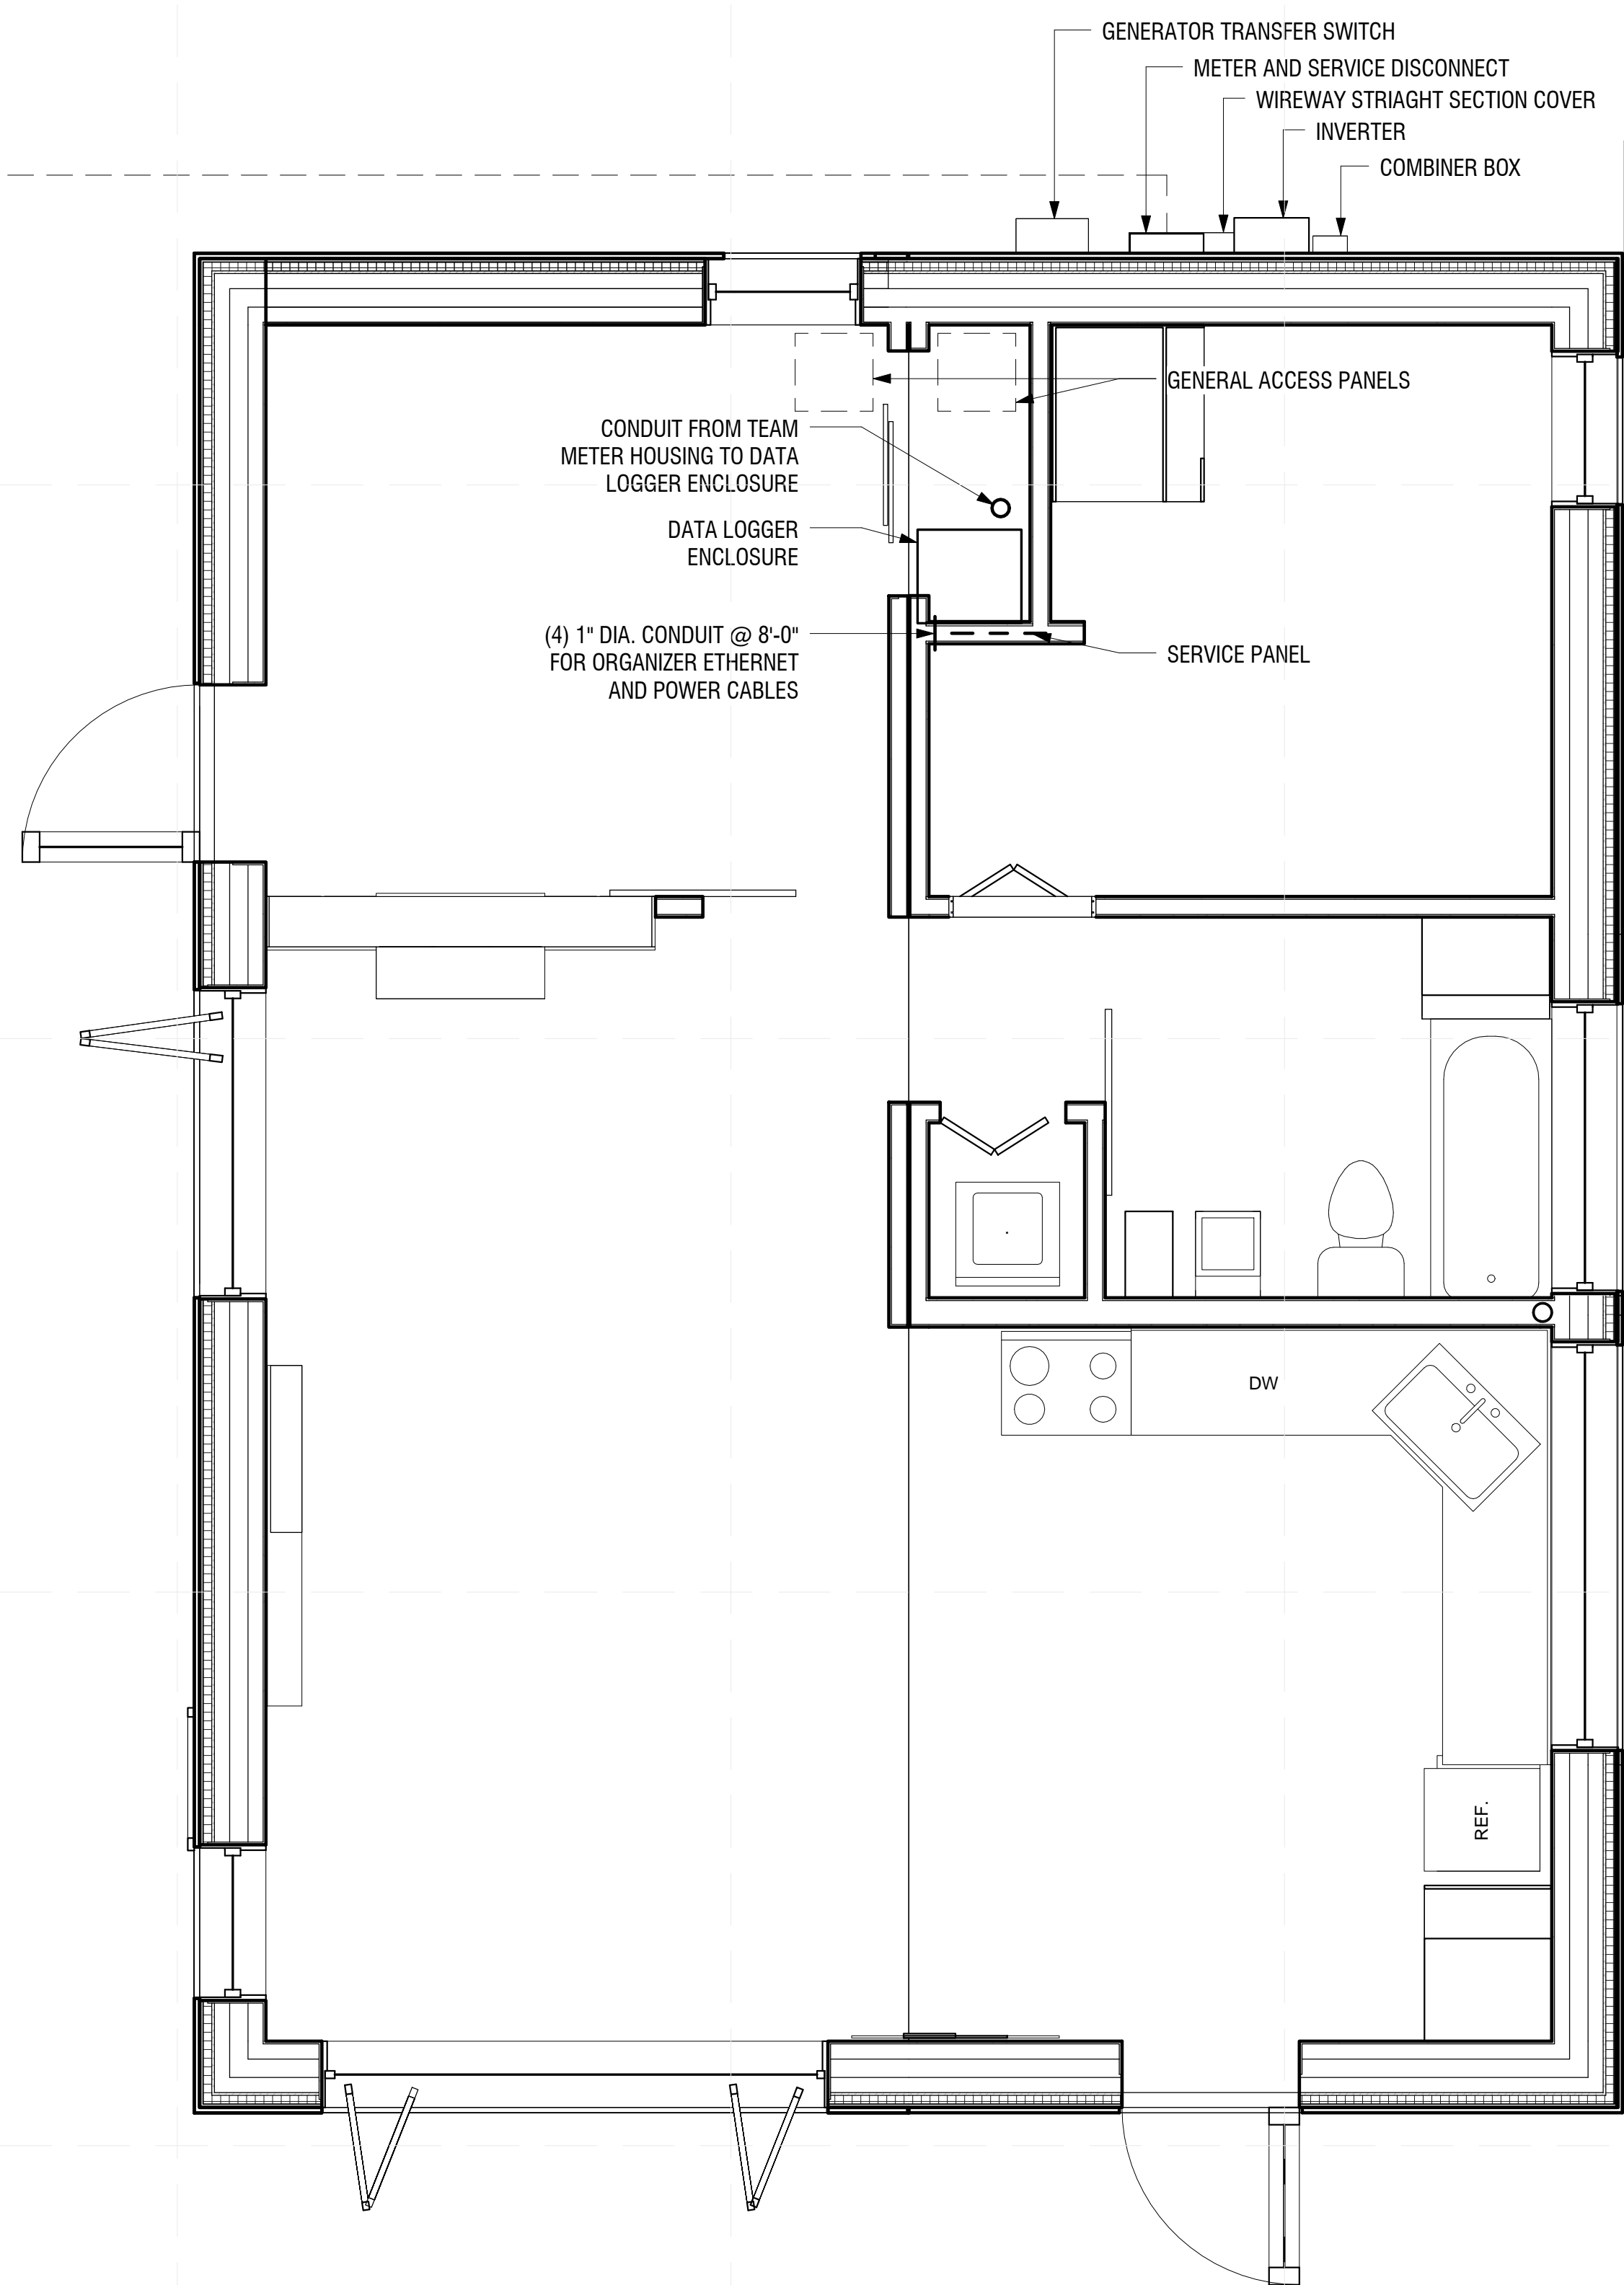 GENERATOR TRANSFER SWITCH
METER AND SERVICE DISCONNECT
WIREWAY STRIAGHT SECTION COVER
INVERTER
COMBINER BOX
GENERAL ACCESS PANELS
CONDUIT FROM TEAM
METER HOUSING TO DATA
LOGGER ENCLOSURE
DATA LOGGER
ENCLOSURE
(4) 1" DIA. CONDUIT @ 8'-0"
FOR ORGANIZER ETHERNET
AND POWER CABLES
SERVICE PANEL
DW
REF.